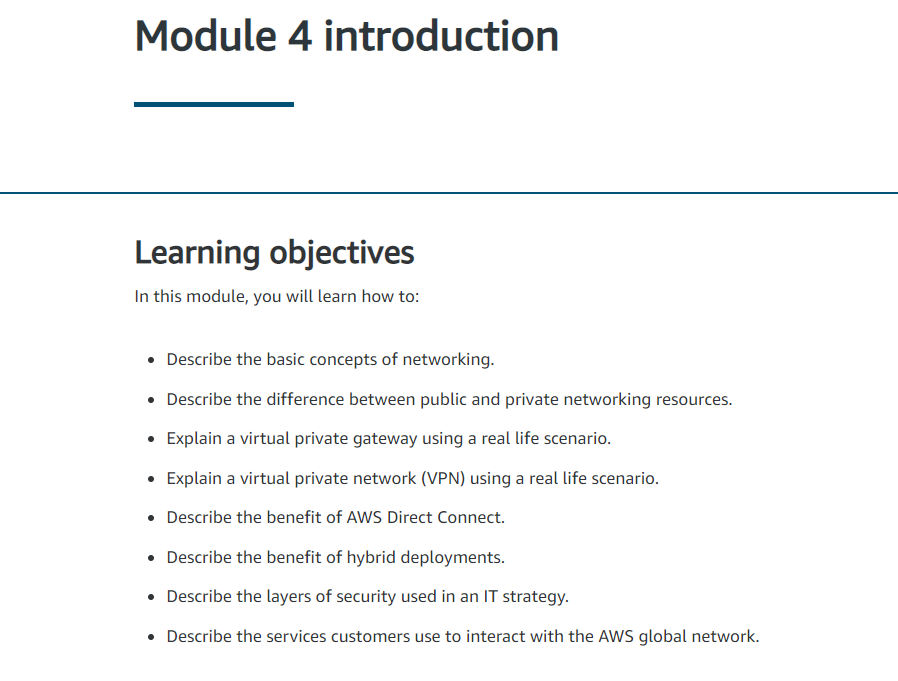 Module 4 introduction
Learning objectives
In this module, you will learn how to:
Describe the basic concepts of networking.
Describe the difference between public and private networking resources.
Explain a virtual private gateway using a real life scenario.
Explain a virtual private network (VPN) using a real life scenario.
Describe the benefit of AWS Direct Connect.
Describe the benefit of hybrid deployments.
Describe the layers of security used in an IT strategy.
Describe the services customers use to interact with the AWS global network.